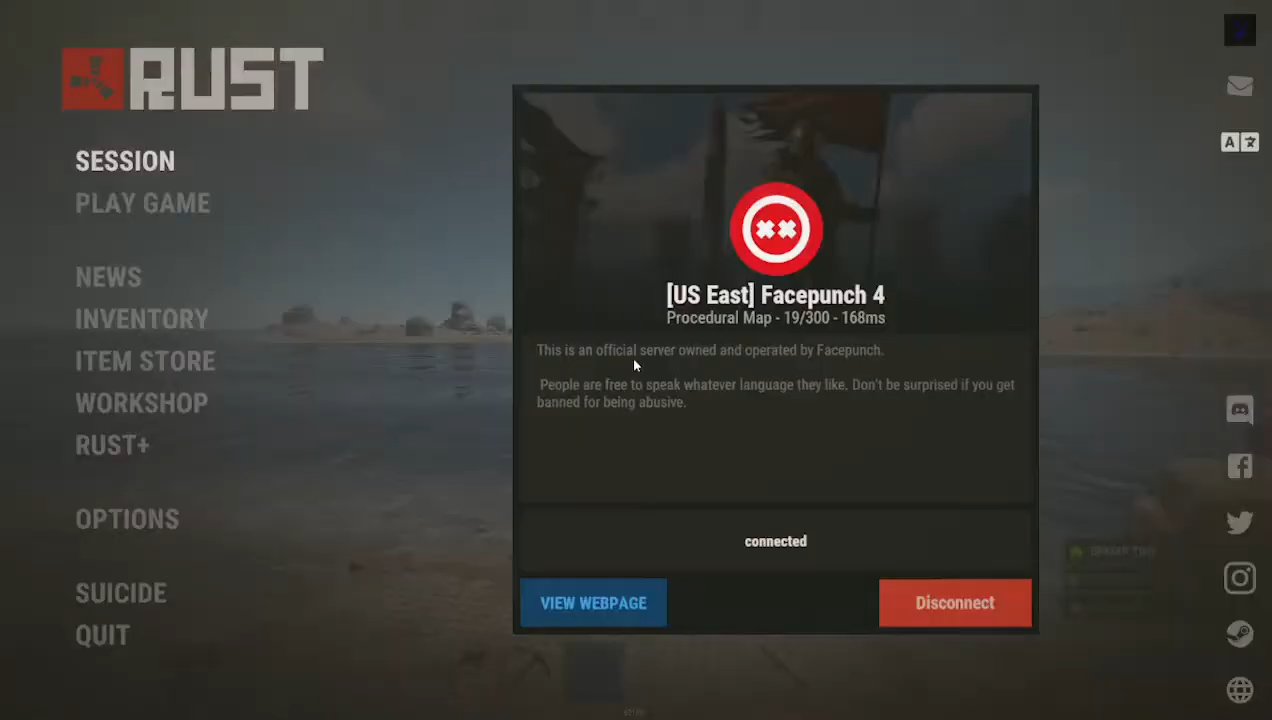 RUST
SESSION
PLAY GAME
NEWS
INVENTORY
ITEM STORE
WORKSHOP
RUST+
OPTIONS
SUICIDE
QUIT
[US East] Facepunch 4
Procedural Map - 19/300 - 168ms
This is an official server owned and operated by Facepunch.
People are free to speak whatever language they like. Don't be surprised if you get
banned for being abusive.
connected
VIEW WEBPAGE
Disconnect
A文